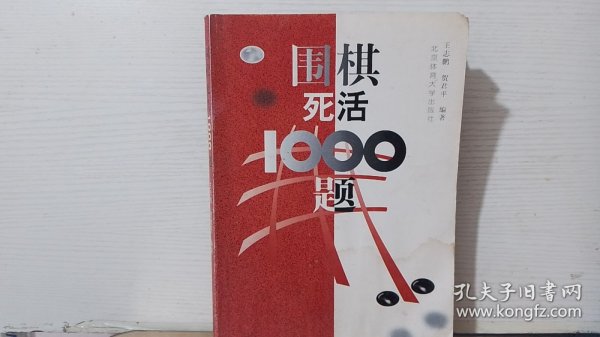 围棋
死活
1000
题
王志鹏 贺君平 编著
北京体育大学出版社
1000
孔夫子旧书网
www.kongfz.com